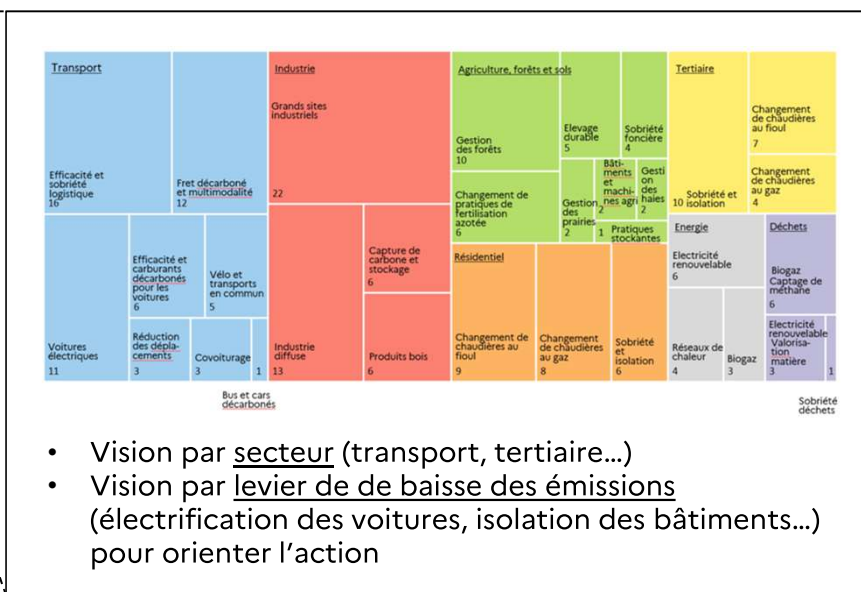 Transport
Efficacité et
sobriété
logistique
16
Fret décarboné
et multimodalité
12
Voitures
électriques
11
Efficacité et
carburants
décarbonés
pour les
voitures
6
Vélo et
transports
en commun
5
Réduction
des dépla-
cements
3
Covoiturage
3
1
Bus et cars
décarbonés
Industrie
Grands sites
industriels
22
Industrie
diffuse
13
Capture de
carbone et
stockage
6
Produits bois
6
Agriculture, forêts et sols
Gestion
des forêts
10
Changement de
pratiques de
fertilisation
azotée
6
Elevage
durable
5
Sobriété
foncière
4
Gestion
des
prairies
2
Bâti-
ments
et
machi-
nes agri
2
Gesti
on
des
haies
2
1 Pratiques
stockantes
Résidentiel
Changement de
chaudières au
fioul
9
Changement
de chaudières
au gaz
8
Sobriété
et
isolation
6
Tertiaire
10 Sobriété et
isolation
Changement
de chaudières
au fioul
7
Changement
de chaudières
au gaz
4
Energie
Electricité
renouvelable
6
Réseaux de
chaleur
4
Biogaz
3
Déchets
Biogaz
Captage de
méthane
6
Electricité
renouvelable
Valorisa-
tion
matière
3
1
Sobriété
déchets
• Vision par secteur (transport, tertiaire…)
• Vision par levier de de baisse des émissions
(électrification des voitures, isolation des bâtiments…)
pour orienter l'action